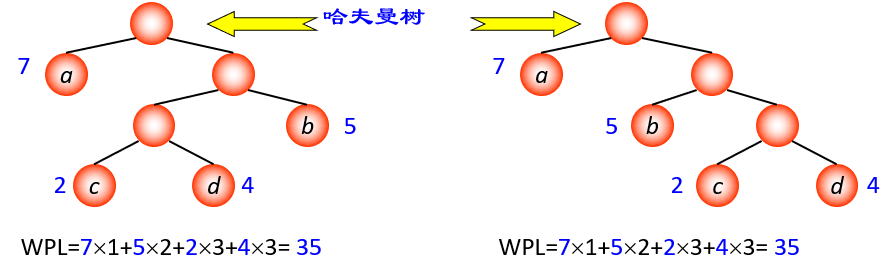 哈夫曼树
7 a
b 5
2 c d 4
WPL=7×1+5×2+2×3+4×3= 35
7 a
5 b
2 c d 4
WPL=7×1+5×2+2×3+4×3= 35